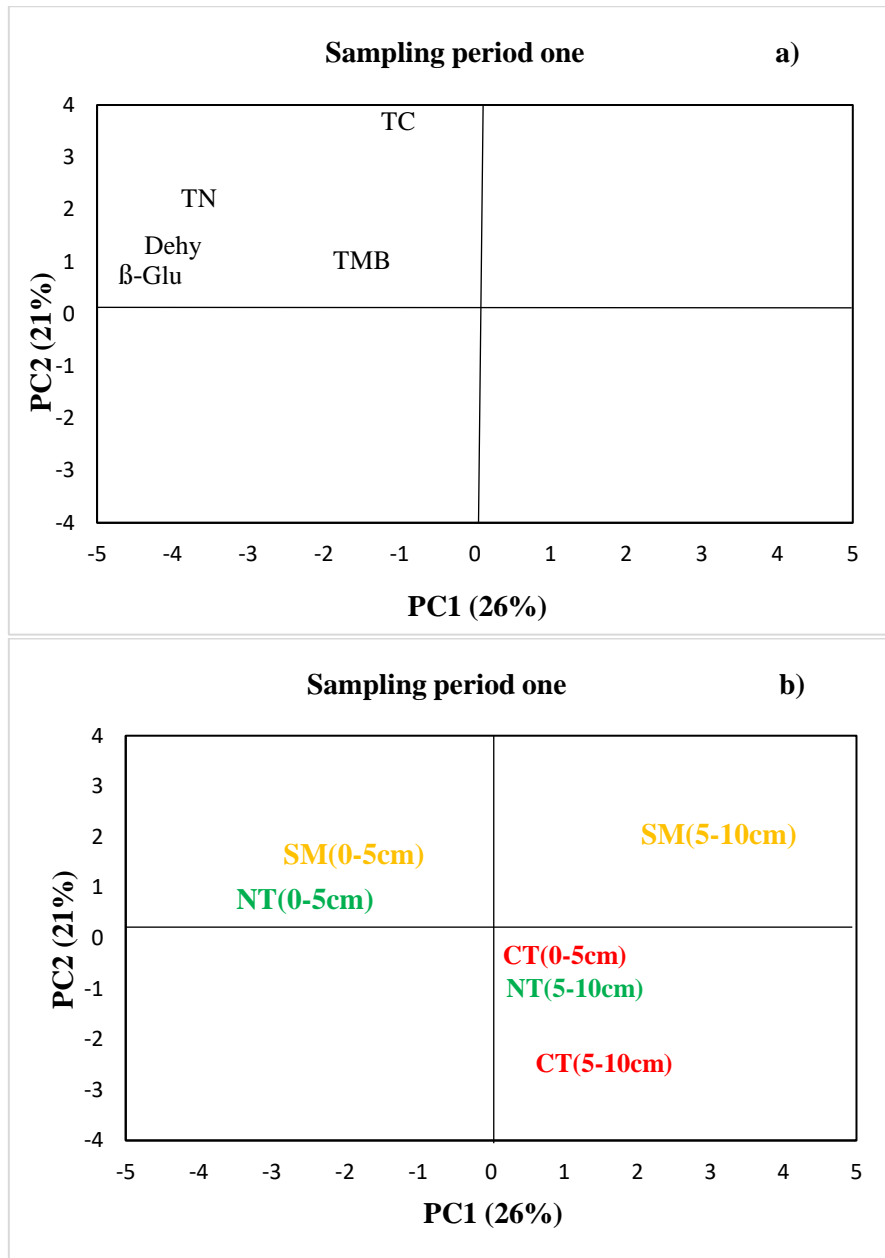 Sampling period one a)
4
3
2
1
0
-1
-2
-3
-4
PC2 (21%)
TC
TN
Dehy
ß-Glu
TMB
-5 -4 -3 -2 -1 0 1 2 3 4 5
PC1 (26%)
Sampling period one b)
4
3
2
1
0
-1
-2
-3
-4
PC2 (21%)
SM(5-10cm)
SM(0-5cm)
NT(0-5cm)
CT(0-5cm)
NT(5-10cm)
CT(5-10cm)
-5 -4 -3 -2 -1 0 1 2 3 4 5
PC1 (26%)